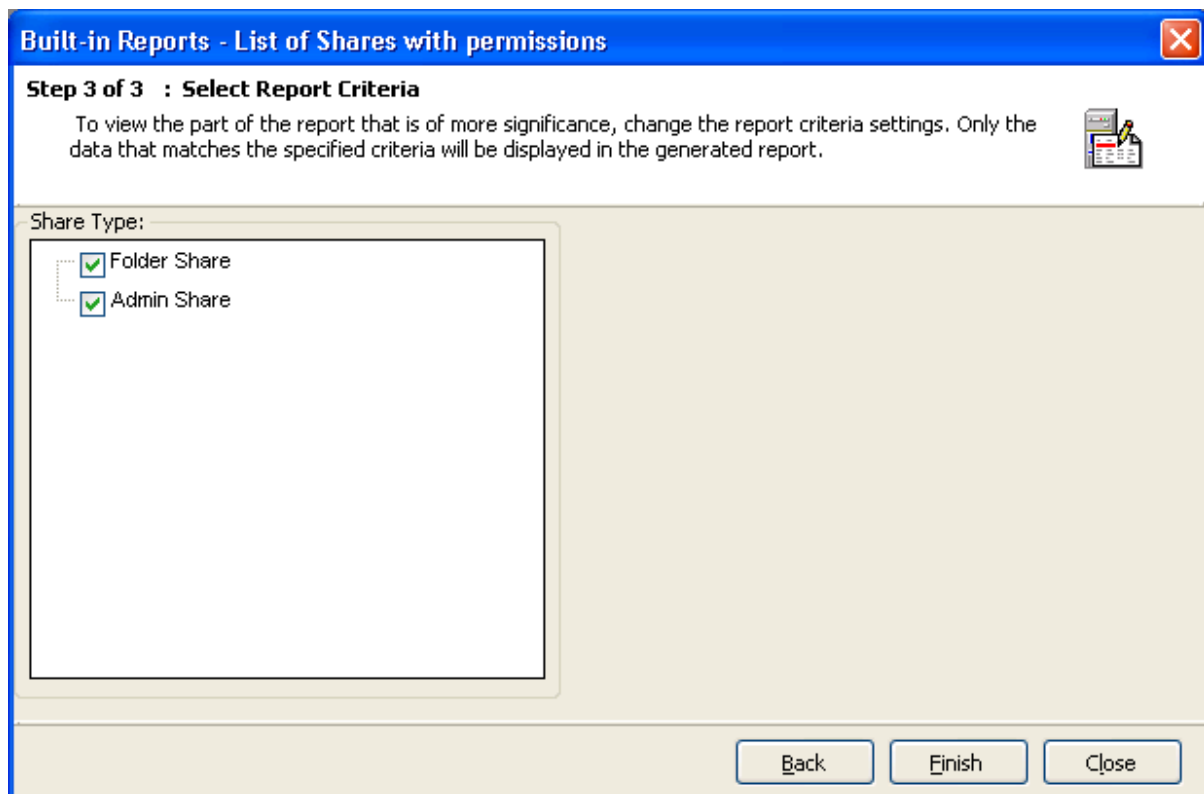 Built-in Reports - List of Shares with permissions
Step 3 of 3 : Select Report Criteria
To view the part of the report that is of more significance, change the report criteria settings. Only the
data that matches the specified criteria will be displayed in the generated report.
Share Type:
Folder Share
Admin Share
Back Finish Close